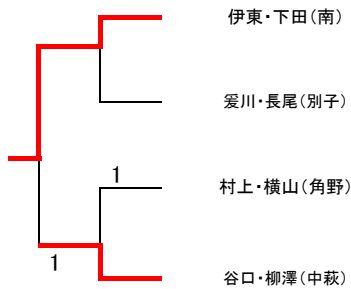 伊東・下田(南)
爰川・長尾(別子)
1
村上・横山(角野)
1
谷口・柳澤(中萩)